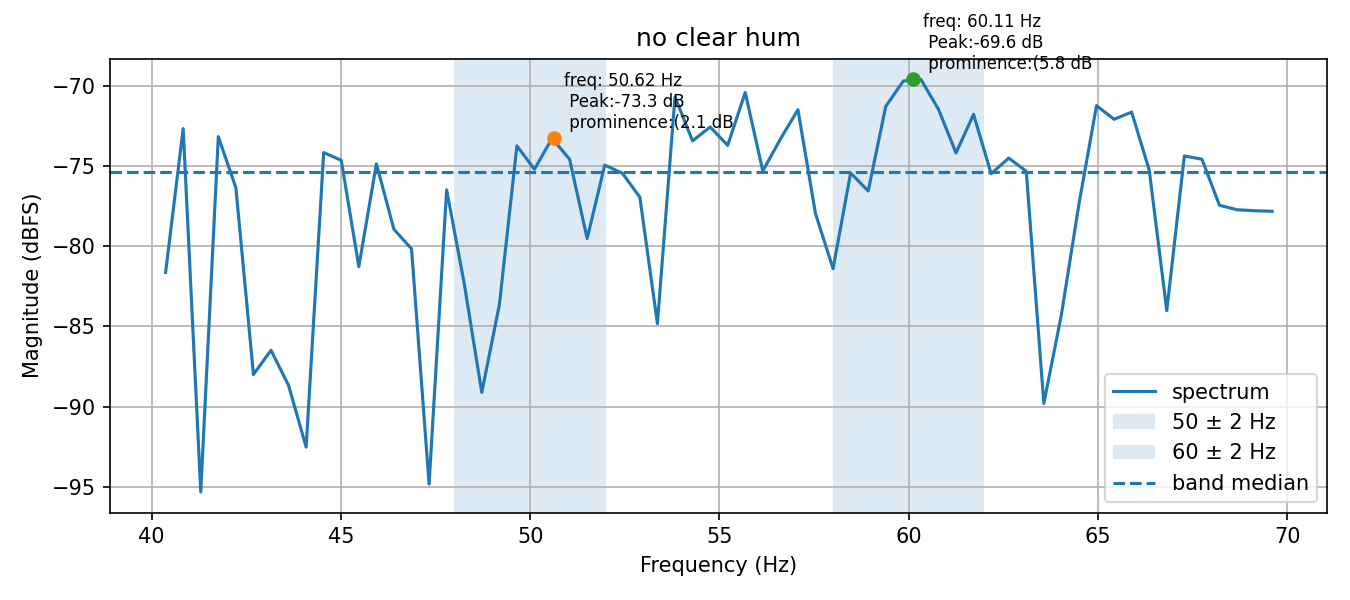 no clear hum
freq: 60.11 Hz
Peak:-69.6 dB
prominence:(5.8 dB
freq: 50.62 Hz
Peak:-73.3 dB
prominence:(2.1 dB
Magnitude (dBFS)
−70
−75
−80
−85
−90
−95
40 45 50 55 60 65 70
Frequency (Hz)
spectrum
50 ± 2 Hz
60 ± 2 Hz
band median